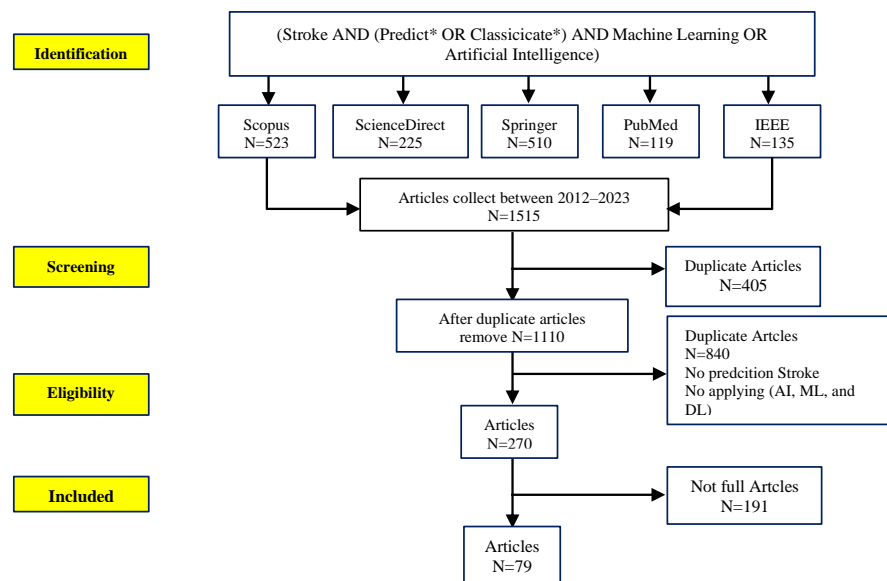 Identification
(Stroke AND (Predict* OR Classicicate*) AND Machine Learning OR
Artificial Intelligence)
Scopus
N=523
ScienceDirect
N=225
Springer
N=510
PubMed
N=119
IEEE
N=135
Articles collect between 2012–2023
N=1515
Screening
Duplicate Articles
N=405
After duplicate articles
remove N=1110
Duplicate Artcles
N=840
No predcition Stroke
No applying (AI, ML, and
DL)
Eligibility
Articles
N=270
Included
Not full Artcles
N=191
Articles
N=79